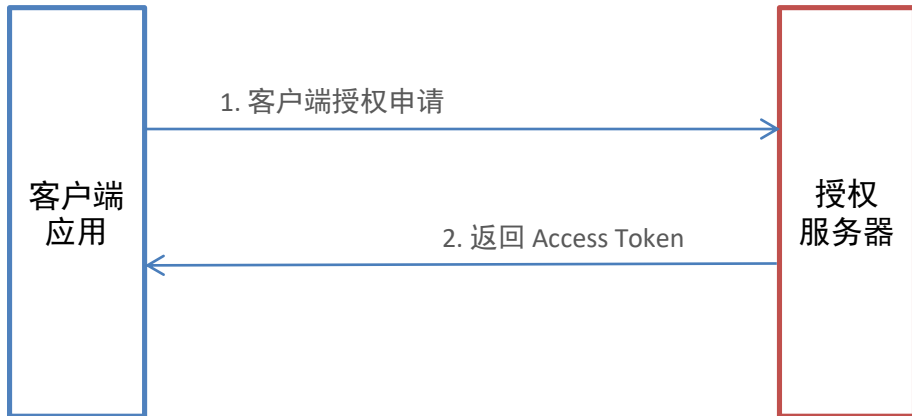 1. 客户端授权申请
客户端
应用
授权
服务器
2. 返回 Access Token